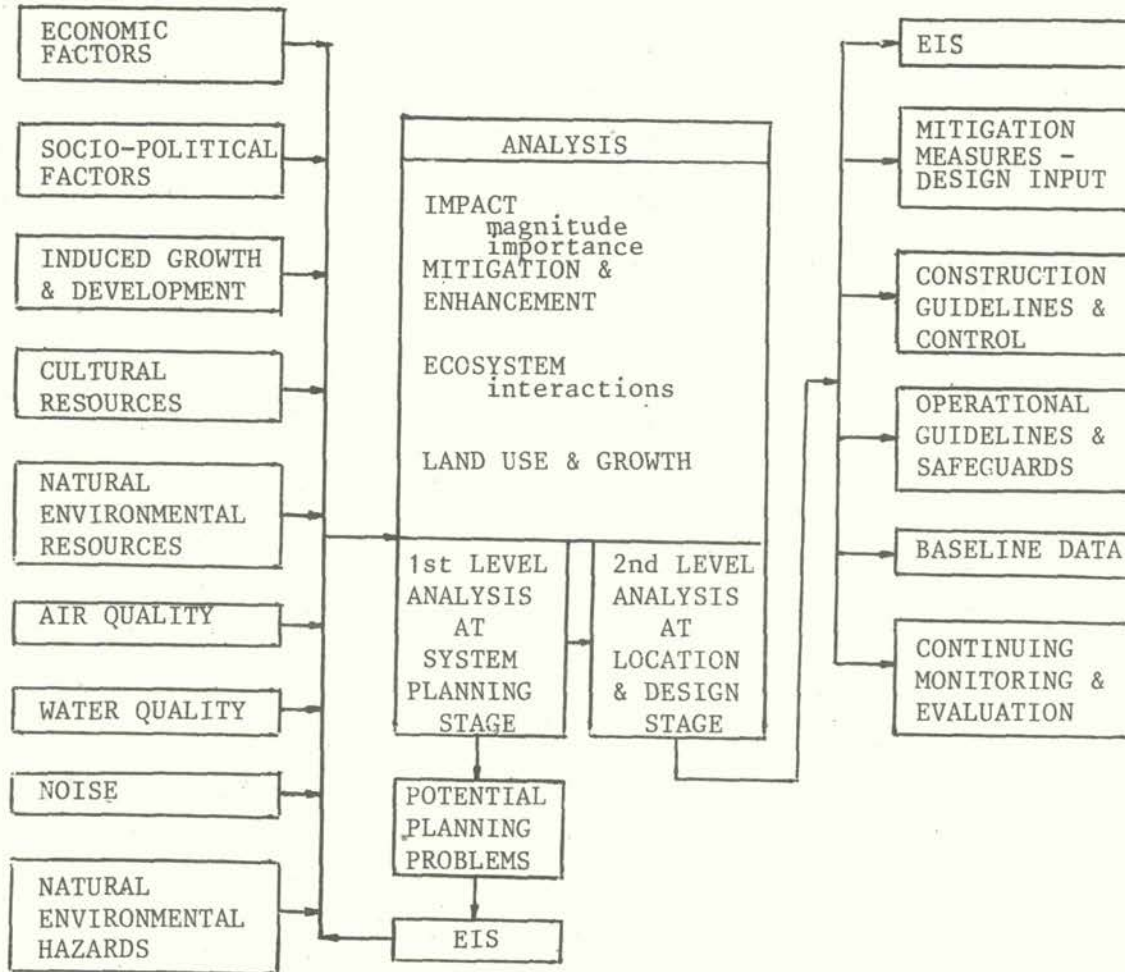 ECONOMIC
FACTORS
SOCIO-POLITICAL
FACTORS
INDUCED GROWTH
& DEVELOPMENT
CULTURAL
RESOURCES
NATURAL
ENVIRONMENTAL
RESOURCES
AIR QUALITY
WATER QUALITY
NOISE
NATURAL
ENVIRONMENTAL
HAZARDS
ANALYSIS
IMPACT
magnitude
importance
MITIGATION &
ENHANCEMENT
ECOSYSTEM
interactions
LAND USE & GROWTH
1st LEVEL
ANALYSIS
AT
SYSTEM
PLANNING
STAGE
2nd LEVEL
ANALYSIS
AT
LOCATION
& DESIGN
STAGE
POTENTIAL
PLANNING
PROBLEMS
EIS
EIS
MITIGATION
MEASURES -
DESIGN INPUT
CONSTRUCTION
GUIDELINES &
CONTROL
OPERATIONAL
GUIDELINES &
SAFEGUARDS
BASELINE DATA
CONTINUING
MONITORING &
EVALUATION